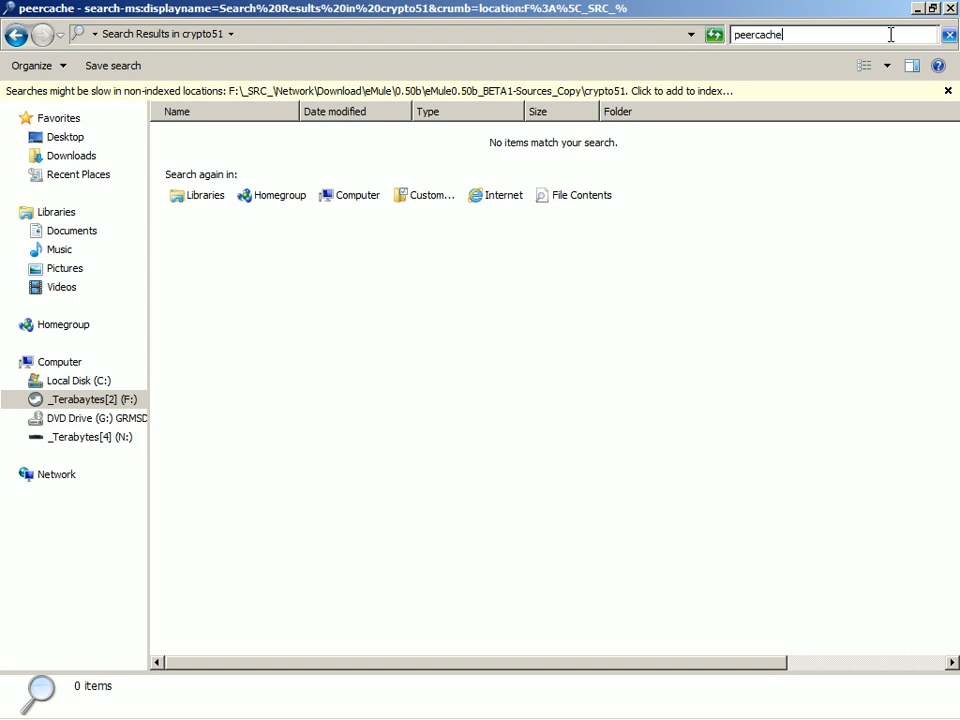 peercache - search-ms:displayname=Search%20Results%20in%20crypto51&crumb=location:F%3A%5C_SRC_%
Search Results in crypto51
peercache
Organize
Save search
Searches might be slow in non-indexed locations: F:\_SRC_\Network\Download\eMule\0.50b\eMule0.50b_BETA1-Sources_Copy\crypto51. Click to add to index...
Name
Date modified
Type
Size
Folder
No items match your search.
Search again in:
Libraries
Homegroup
Computer
Custom...
Internet
File Contents
Favorites
Desktop
Downloads
Recent Places
Libraries
Documents
Music
Pictures
Videos
Homegroup
Computer
Local Disk (C:)
_Terabaytes[2] (F:)
DVD Drive (G:) GRMSD
_Terabytes[4] (N:)
Network
0 items